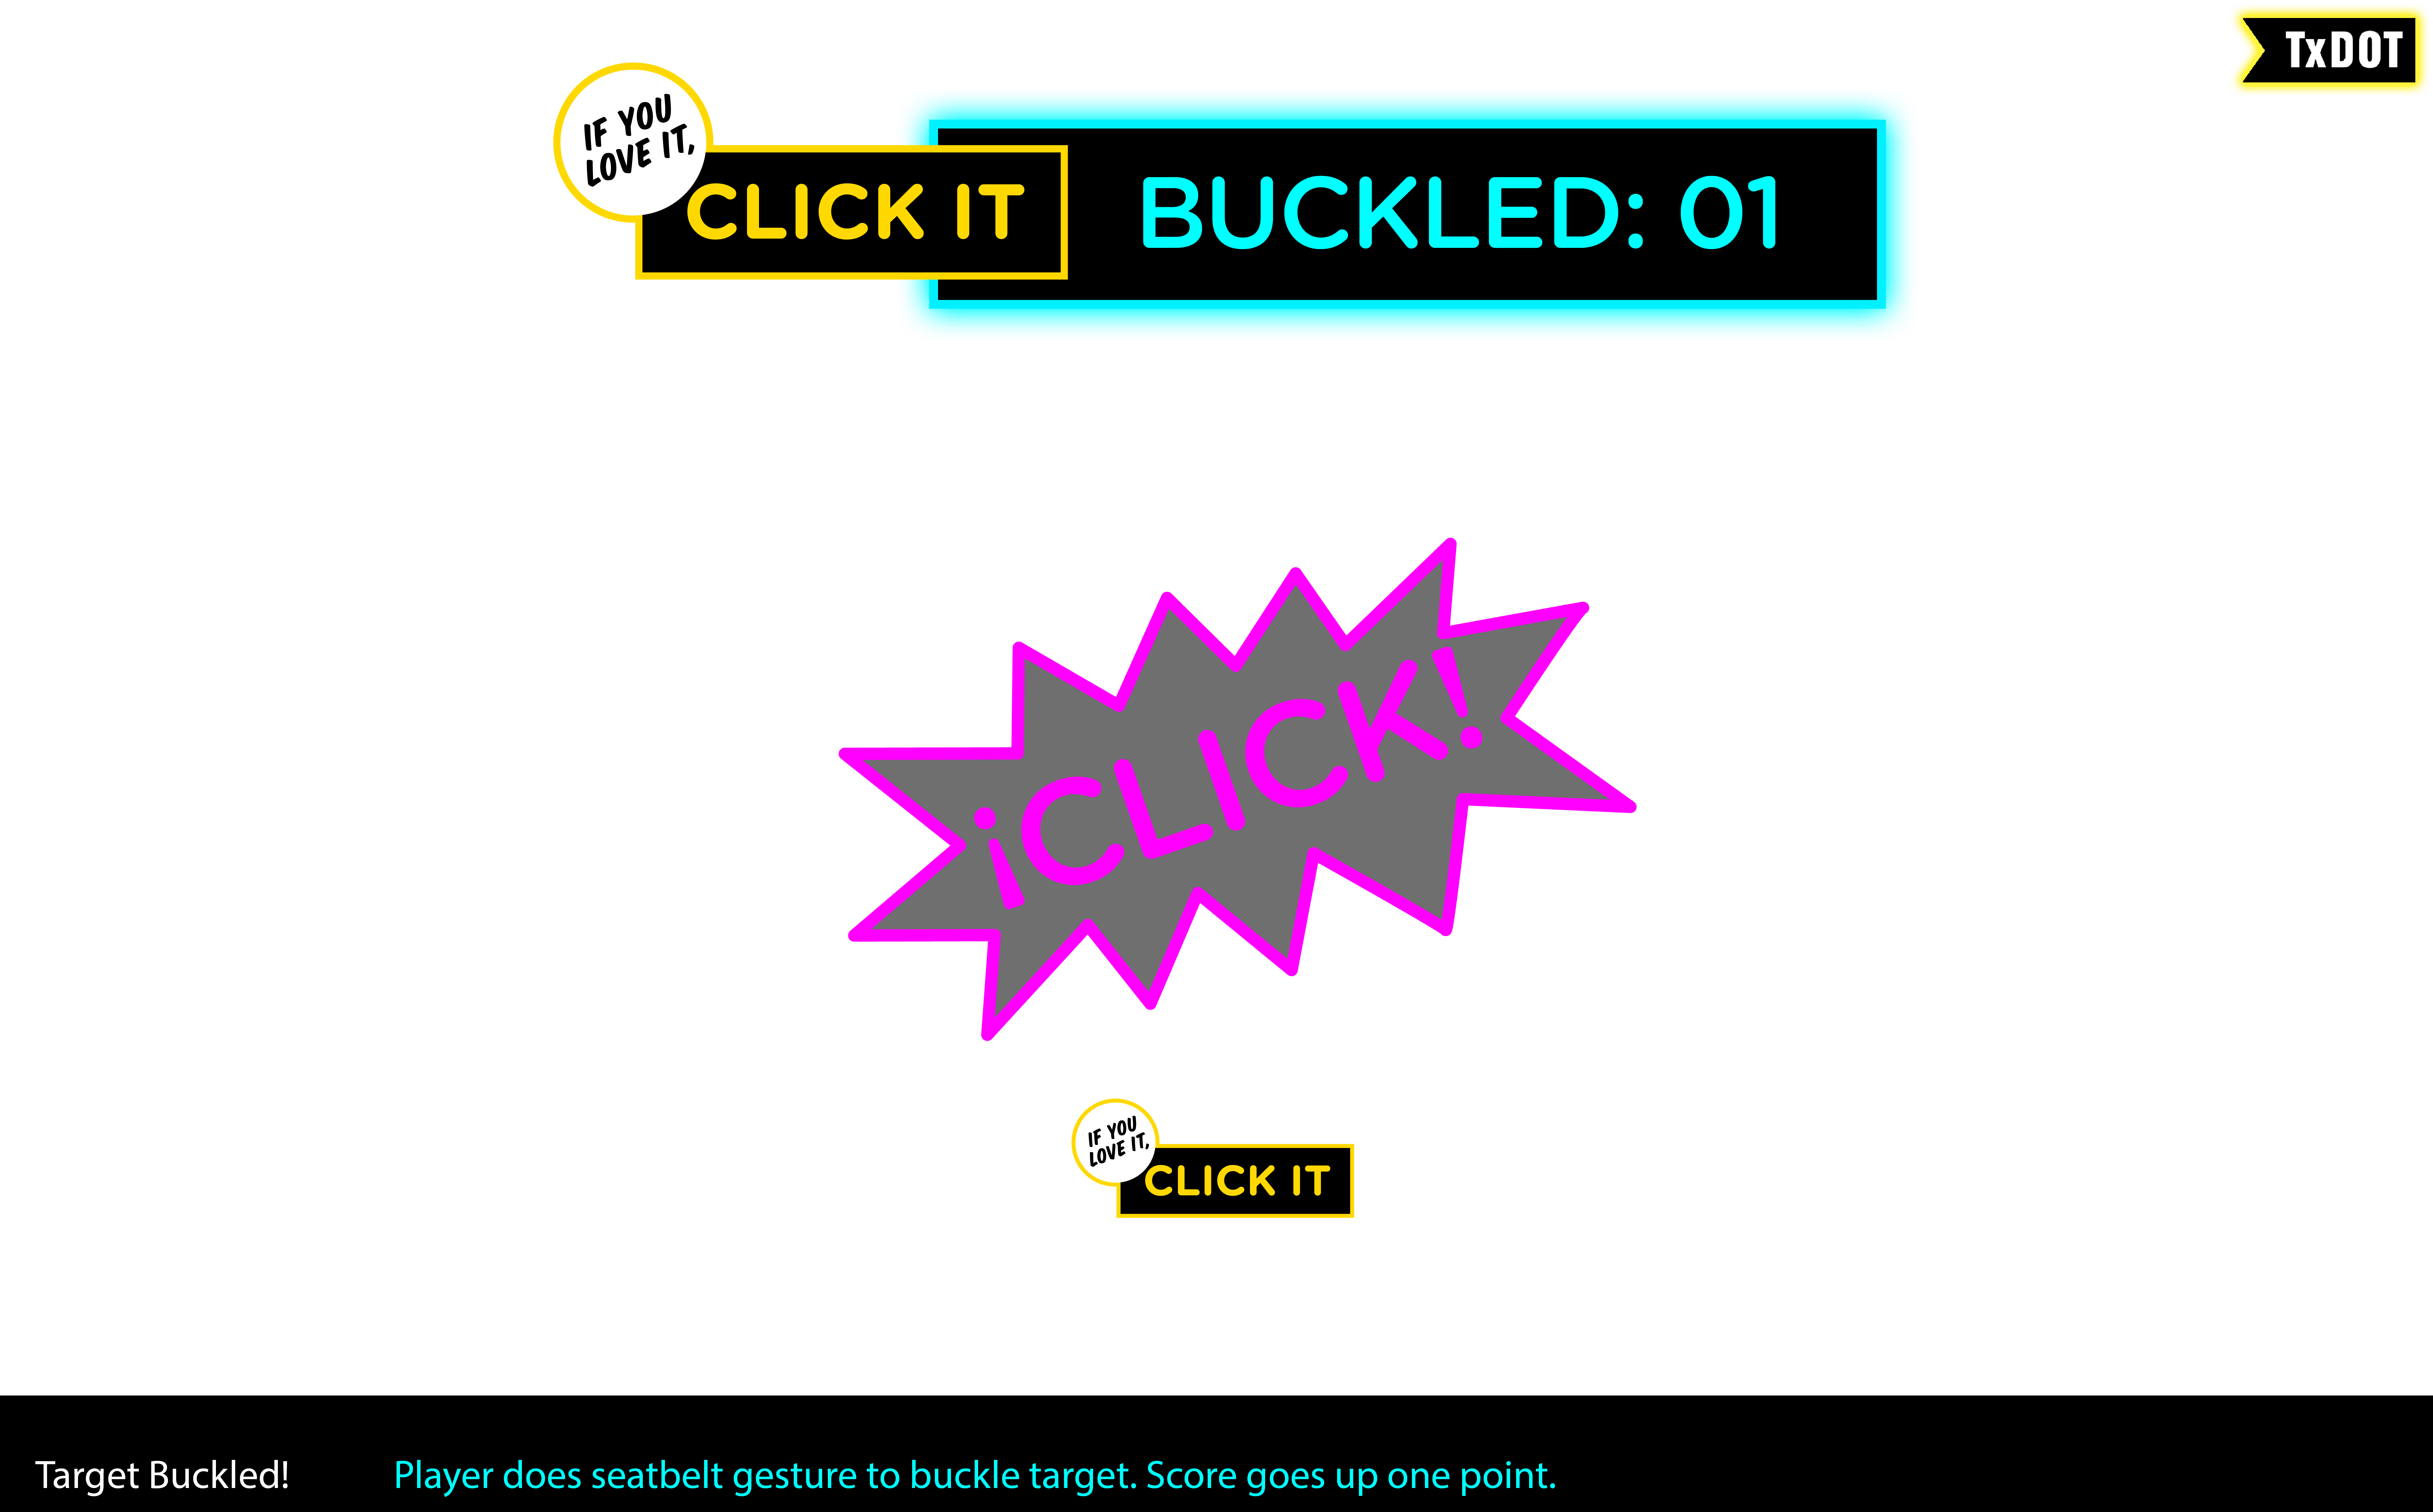 TxDOT
IF YOU
LOVE IT,
CLICK IT
BUCKLED: 01
¡CLICK!
IF YOU
LOVE IT,
CLICK IT
Target Buckled!
Player does seatbelt gesture to buckle target. Score goes up one point.